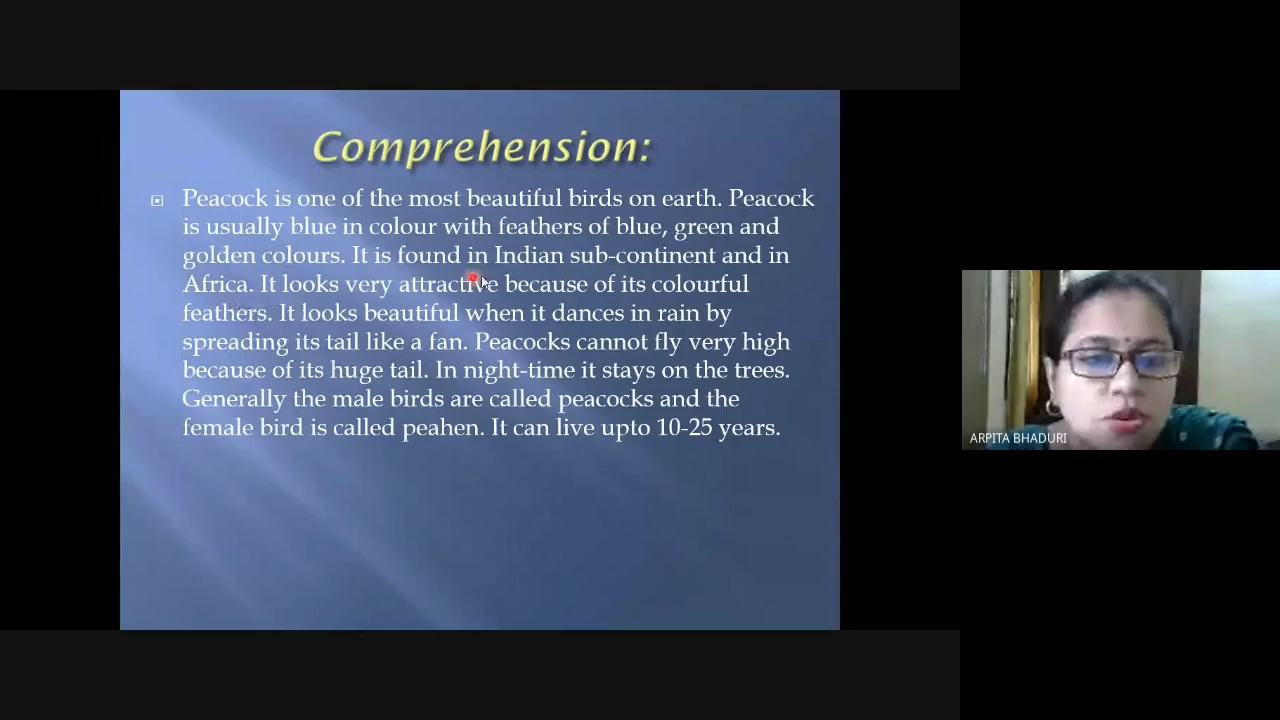 Comprehension:
Peacock is one of the most beautiful birds on earth. Peacock
is usually blue in colour with feathers of blue, green and
golden colours. It is found in Indian sub-continent and in
Africa. It looks very attractive because of its colourful
feathers. It looks beautiful when it dances in rain by
spreading its tail like a fan. Peacocks cannot fly very high
because of its huge tail. In night-time it stays on the trees.
Generally the male birds are called peacocks and the
female bird is called peahen. It can live upto 10-25 years.
ARPITA BHADURI